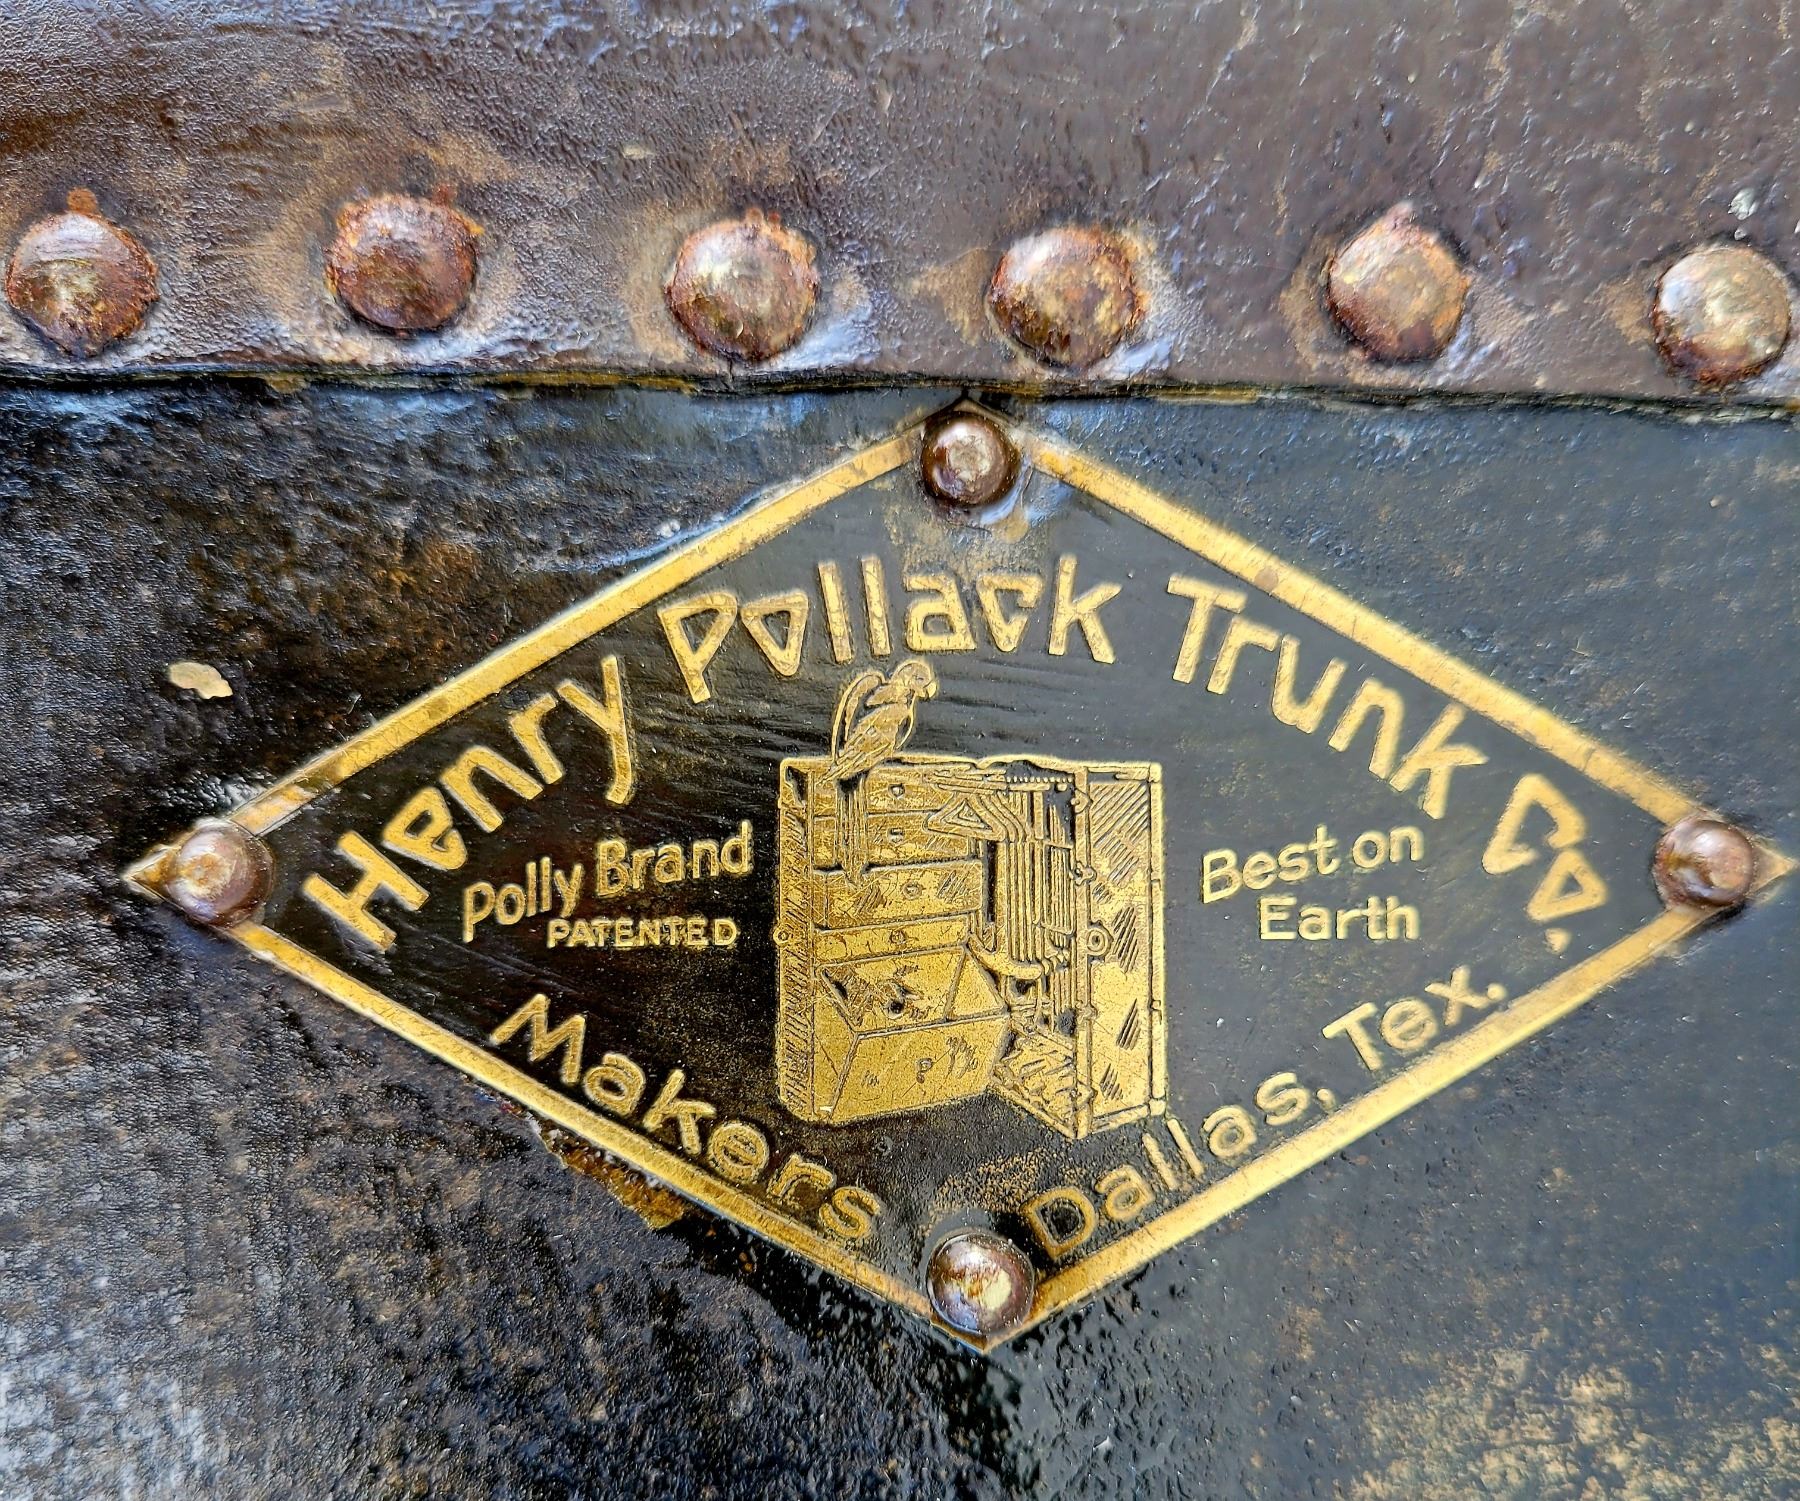 Henry Pollack Trunk Co.
Polly Brand
PATENTED
Best on
Earth
Makers
Dallas, Tex.